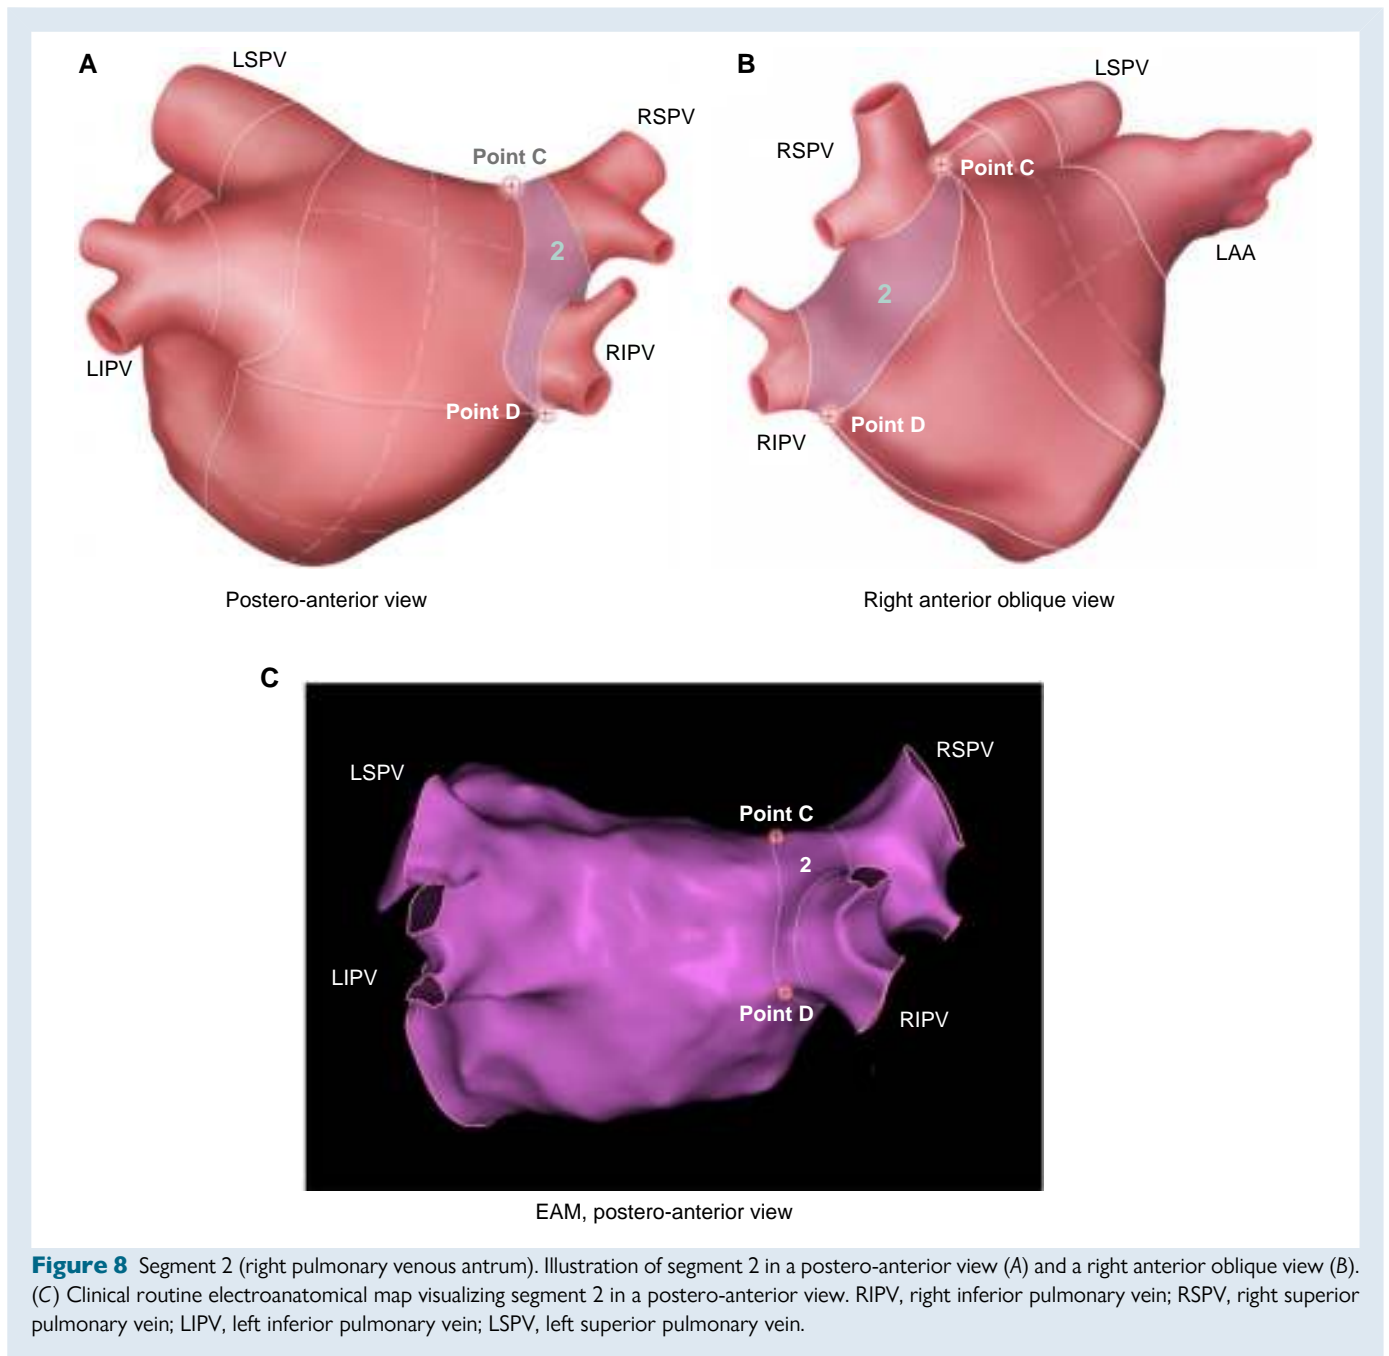 A
LSPV
RSPV
Point C
2
LIPV
RIPV
Point D
Postero-anterior view
B
LSPV
RSPV
Point C
LAA
2
Point D
RIPV
Right anterior oblique view
C
RSPV
LSPV
Point C
2
LIPV
Point D
RIPV
EAM, postero-anterior view
Figure 8 Segment 2 (right pulmonary venous antrum). Illustration of segment 2 in a postero-anterior view (A) and a right anterior oblique view (B).
(C) Clinical routine electroanatomical map visualizing segment 2 in a postero-anterior view. RIPV, right inferior pulmonary vein; RSPV, right superior
pulmonary vein; LIPV, left inferior pulmonary vein; LSPV, left superior pulmonary vein.